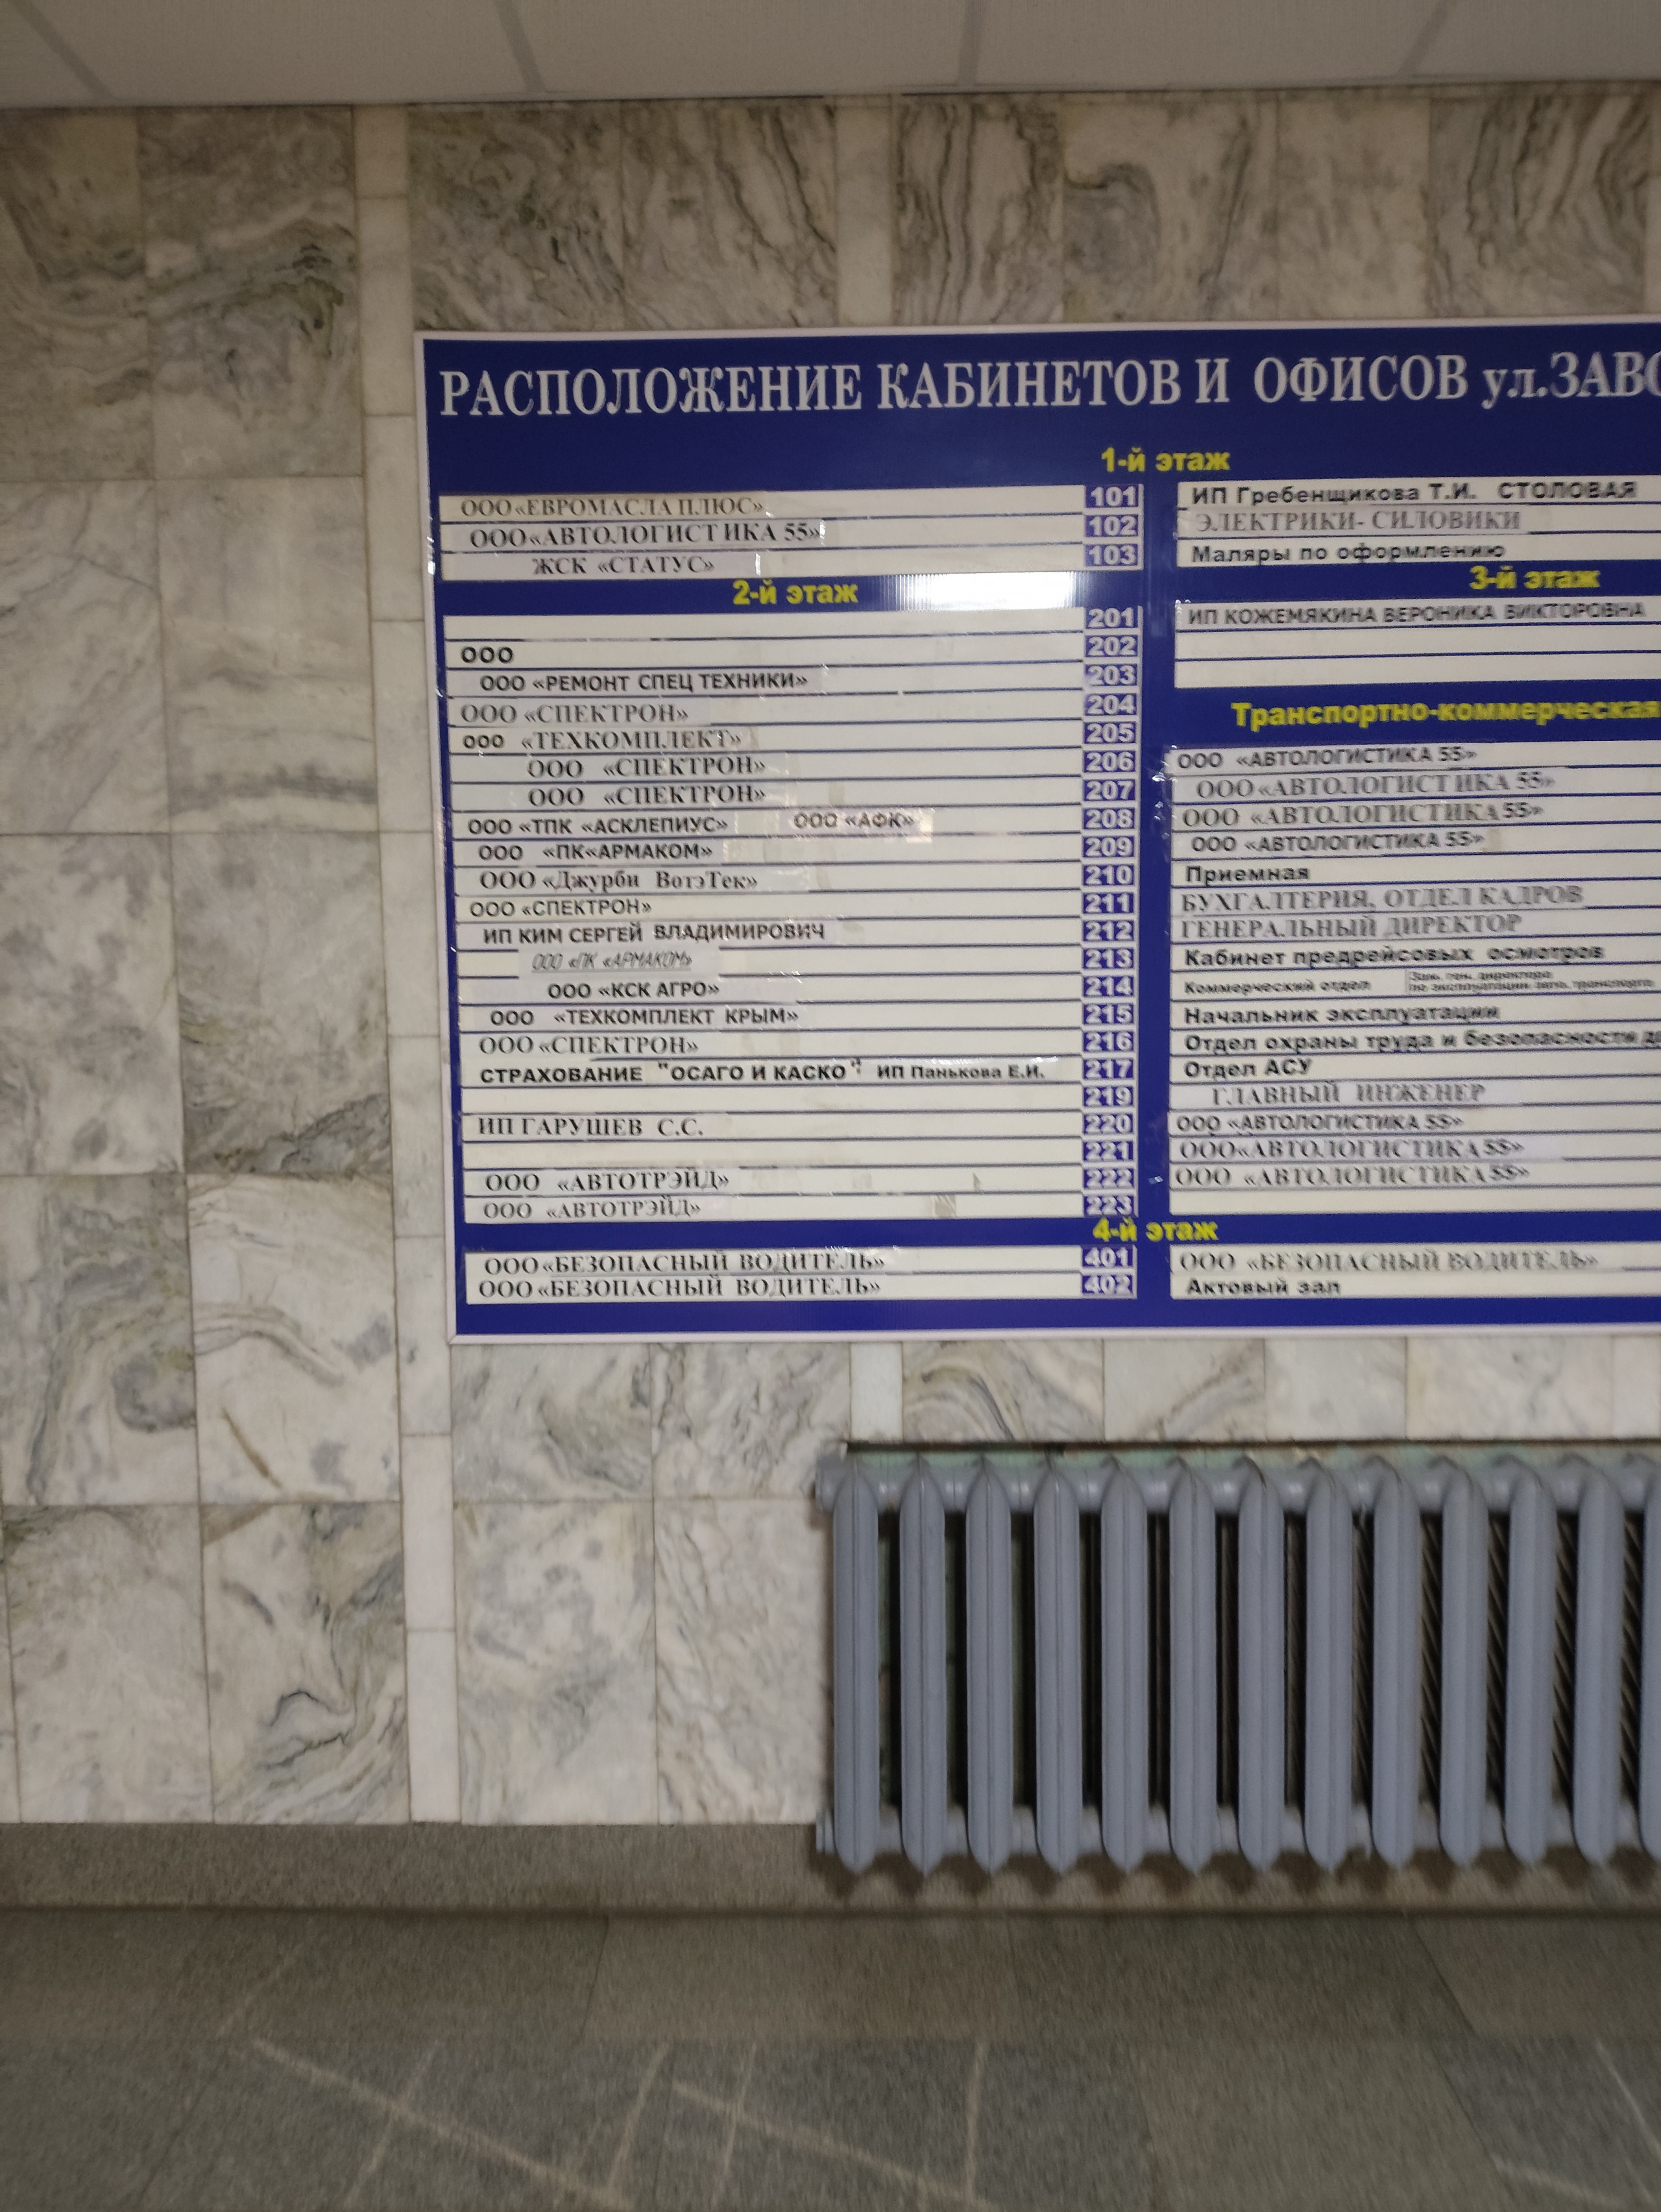 РАСПОЛОЖЕНИЕ КАБИНЕТОВ И ОФИСОВ ул.ЗАВО
1-й этаж
ООО «ЕВРОМАСЛА ПЛЮС» 101
ООО «АВТОЛОГИСТИКА 55» 102
ЖСК «СТАТУС» 103
ИП Гребенщикова Т.И. СТОЛОВАЯ
ЭЛЕКТРИКИ- СИЛОВИКИ
Маляры по оформлению
2-й этаж
201
ООО 202
ООО «РЕМОНТ СПЕЦ ТЕХНИКИ» 203
ООО «СПЕКТРОН» 204
ООО «ТЕХКОМПЛЕКТ» 205
ООО «СПЕКТРОН» 206
ООО «СПЕКТРОН» 207
ООО «ТПК «АСКЛЕПИУС» ООО «АФК» 208
ООО «ПК«АРМАКОМ» 209
ООО «Джурби ВотэТек» 210
ООО «СПЕКТРОН» 211
ИП КИМ СЕРГЕЙ ВЛАДИМИРОВИЧ 212
ООО «ПК «АРМАКОМ» 213
ООО «КСК АГРО» 214
ООО «ТЕХКОМПЛЕКТ КРЫМ» 215
ООО «СПЕКТРОН» 216
СТРАХОВАНИЕ "ОСАГО И КАСКО": ИП Панькова Е.И. 217
219
ИП ГАРУШЕВ С.С. 220
221
ООО «АВТОТРЭЙД» 222
ООО «АВТОТРЭЙД» 223
3-й этаж
ИП КОЖЕМЯКИНА ВЕРОНИКА ВИКТОРОВНА
Транспортно-коммерческая
ООО «АВТОЛОГИСТИКА 55»
ООО «АВТОЛОГИСТИКА 55»
ООО «АВТОЛОГИСТИКА 55»
ООО «АВТОЛОГИСТИКА 55»
Приемная
БУХГАЛТЕРИЯ, ОТДЕЛ КАДРОВ
ГЕНЕРАЛЬНЫЙ ДИРЕКТОР
Кабинет предрейсовых осмотров
Коммерческий отдел Зам. ген. директора
по эксплуатации авто. транспорта
Начальник эксплуатации
Отдел охраны труда и безопасности
Отдел АСУ
ГЛАВНЫЙ ИНЖЕНЕР
ООО «АВТОЛОГИСТИКА 55»
ООО «АВТОЛОГИСТИКА 55»
ООО «АВТОЛОГИСТИКА 55»
4-й этаж
ООО «БЕЗОПАСНЫЙ ВОДИТЕЛЬ» 401
ООО «БЕЗОПАСНЫЙ ВОДИТЕЛЬ» 402
ООО «БЕЗОПАСНЫЙ ВОДИТЕЛЬ»
Актовый зал